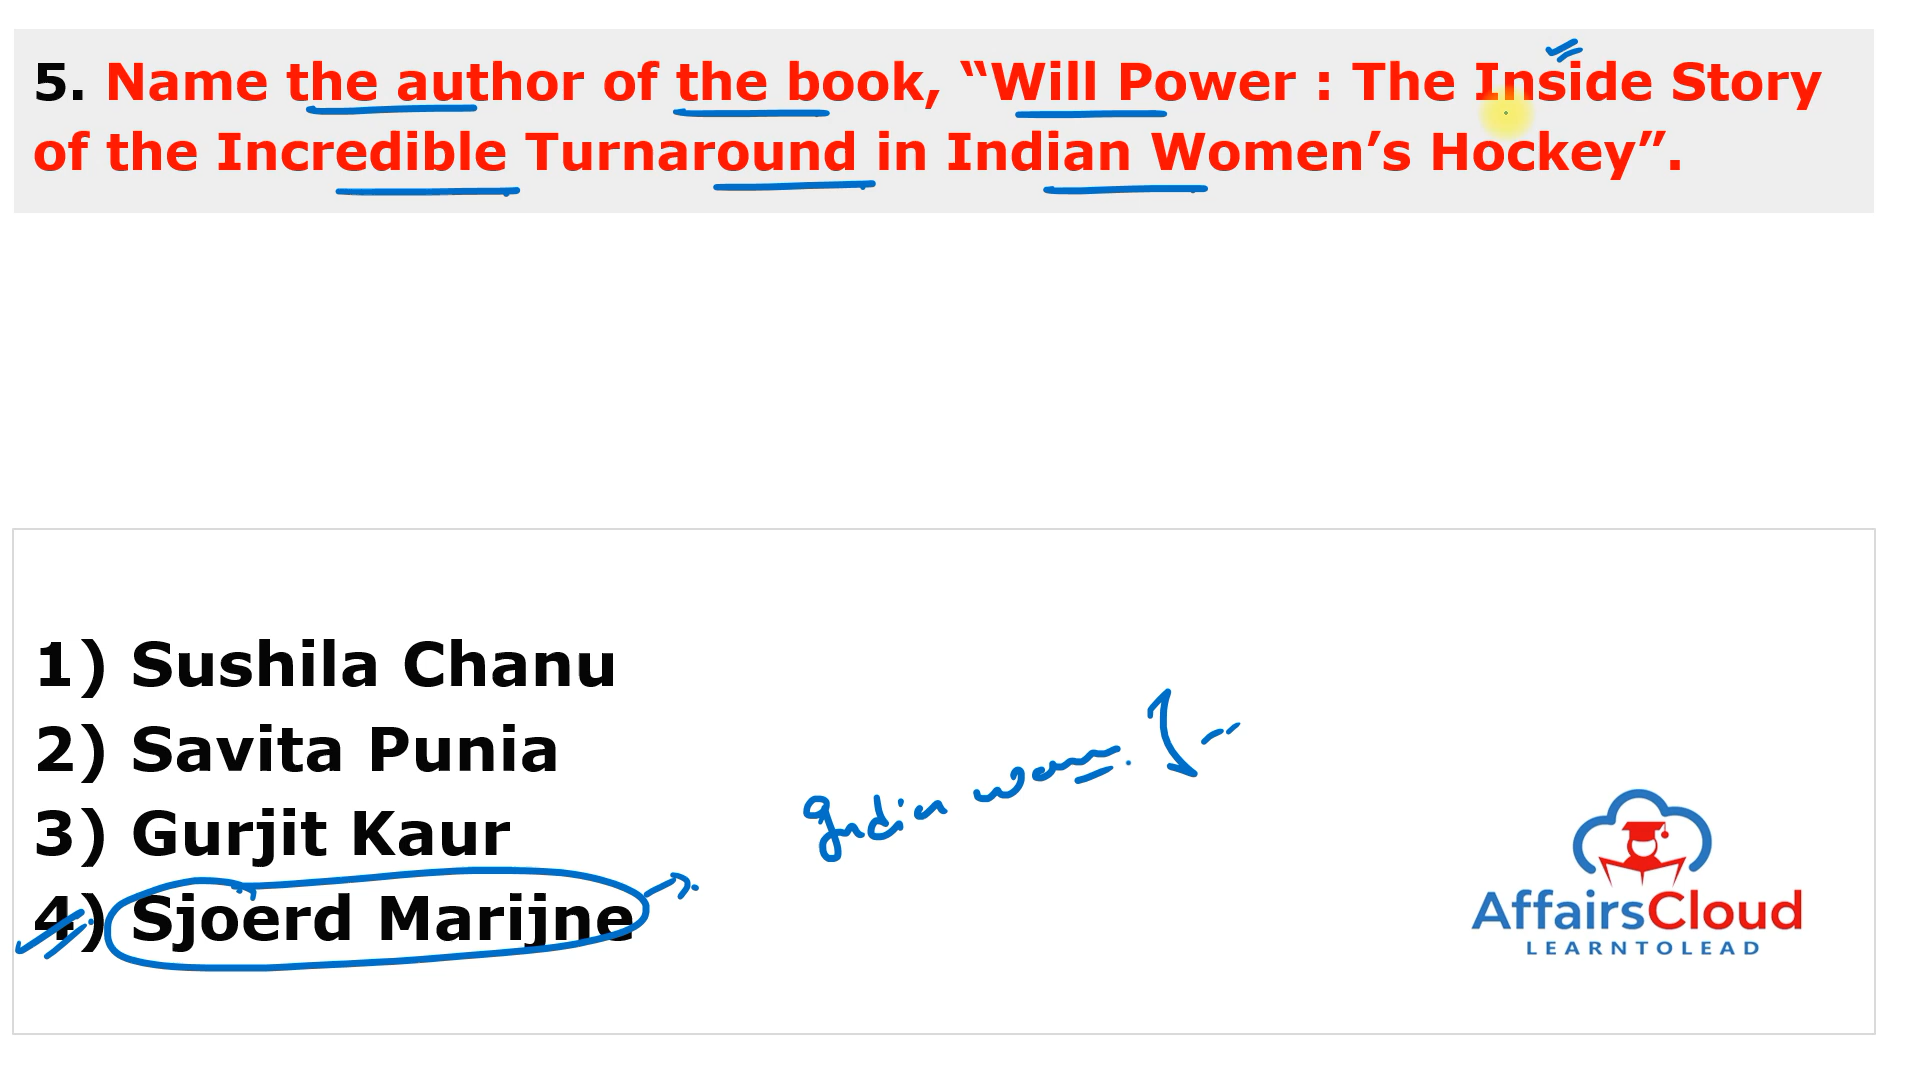 5. Name the author of the book, “Will Power : The Inside Story
of the Incredible Turnaround in Indian Women’s Hockey”.
1) Sushila Chanu
2) Savita Punia
3) Gurjit Kaur
4) Sjoerd Marijne
Indian
AffairsCloud
LEARNTOLEAD